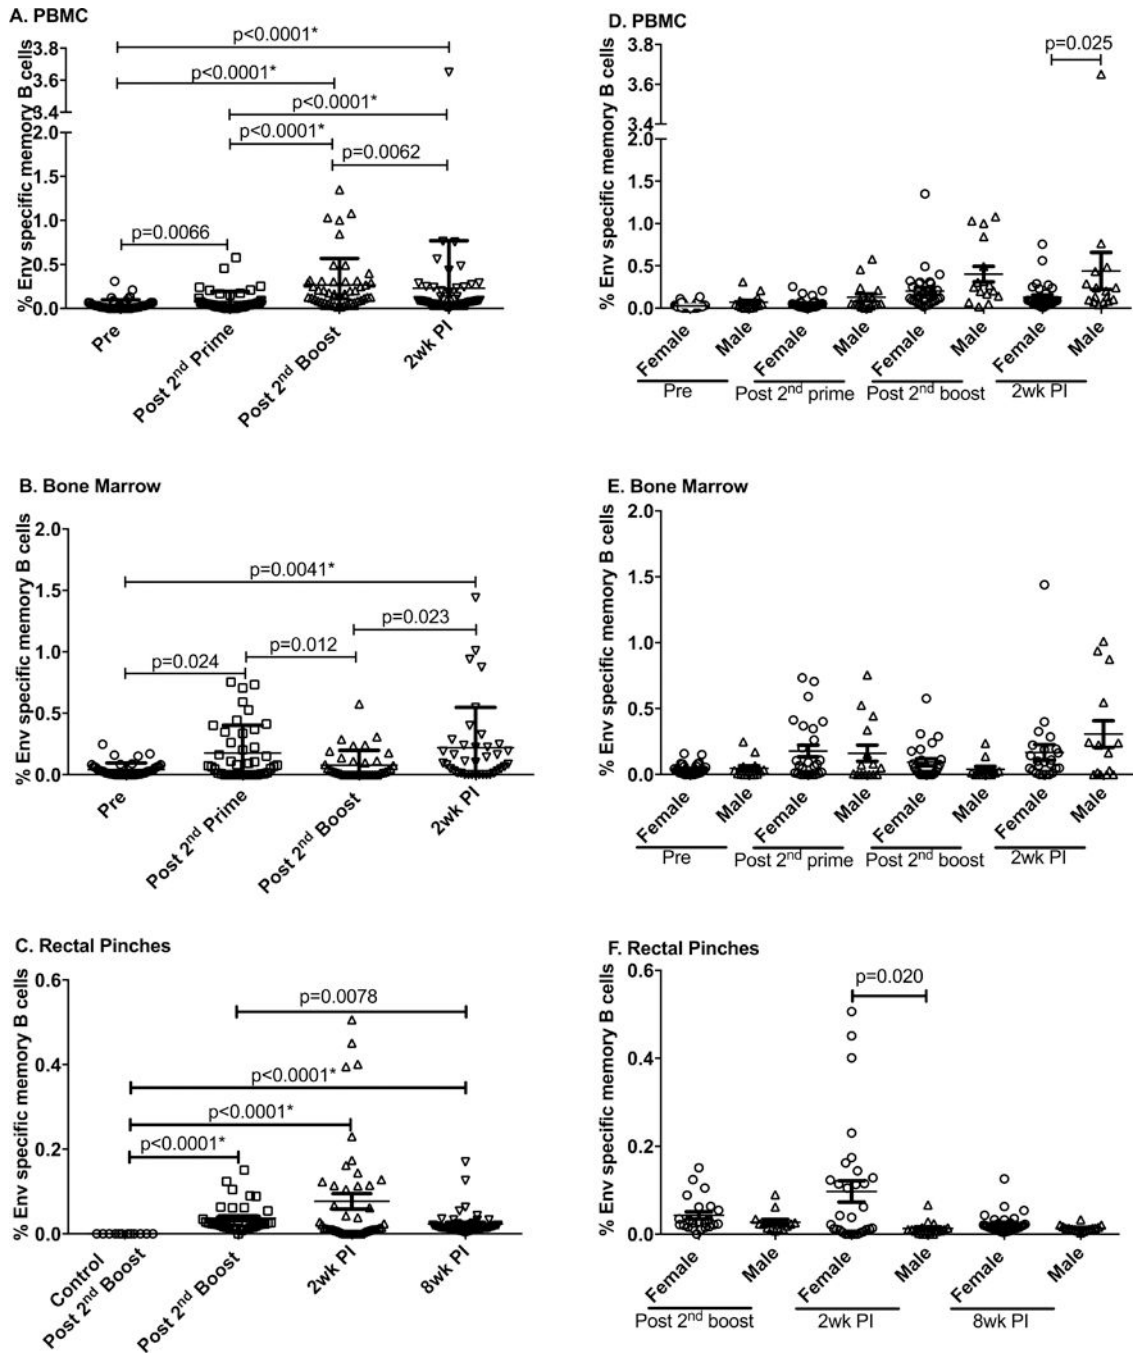 A. PBMC
% Env specific memory B cells
3.8
3.6
3.4
2.0
1.5
1.0
0.5
0.0
p<0.0001*
p<0.0001*
p<0.0001*
p<0.0001*
p=0.0062
p=0.0066
Pre
Post 2nd Prime
Post 2nd Boost
2wk PI
D. PBMC
% Env specific memory B cells
3.8
3.6
3.4
2.0
1.5
1.0
0.5
0.0
p=0.025
Female
Male
Female
Male
Female
Male
Female
Male
Pre
Post 2nd prime
Post 2nd boost
2wk PI
B. Bone Marrow
% Env specific memory B cells
2.0
1.5
1.0
0.5
0.0
p=0.0041*
p=0.023
p=0.012
p=0.024
Pre
Post 2nd Prime
Post 2nd Boost
2wk PI
E. Bone Marrow
% Env specific memory B cells
2.0
1.5
1.0
0.5
0.0
Female
Male
Female
Male
Female
Male
Female
Male
Pre
Post 2nd prime
Post 2nd boost
2wk PI
C. Rectal Pinches
% Env specific memory B cells
0.6
0.4
0.2
0.0
p=0.0078
p<0.0001*
p<0.0001*
p<0.0001*
Control
Post 2nd Boost
Post 2nd Boost
2wk PI
8wk PI
F. Rectal Pinches
% Env specific memory B cells
0.6
0.4
0.2
0.0
p=0.020
Female
Male
Female
Male
Female
Male
Post 2nd boost
2wk PI
8wk PI